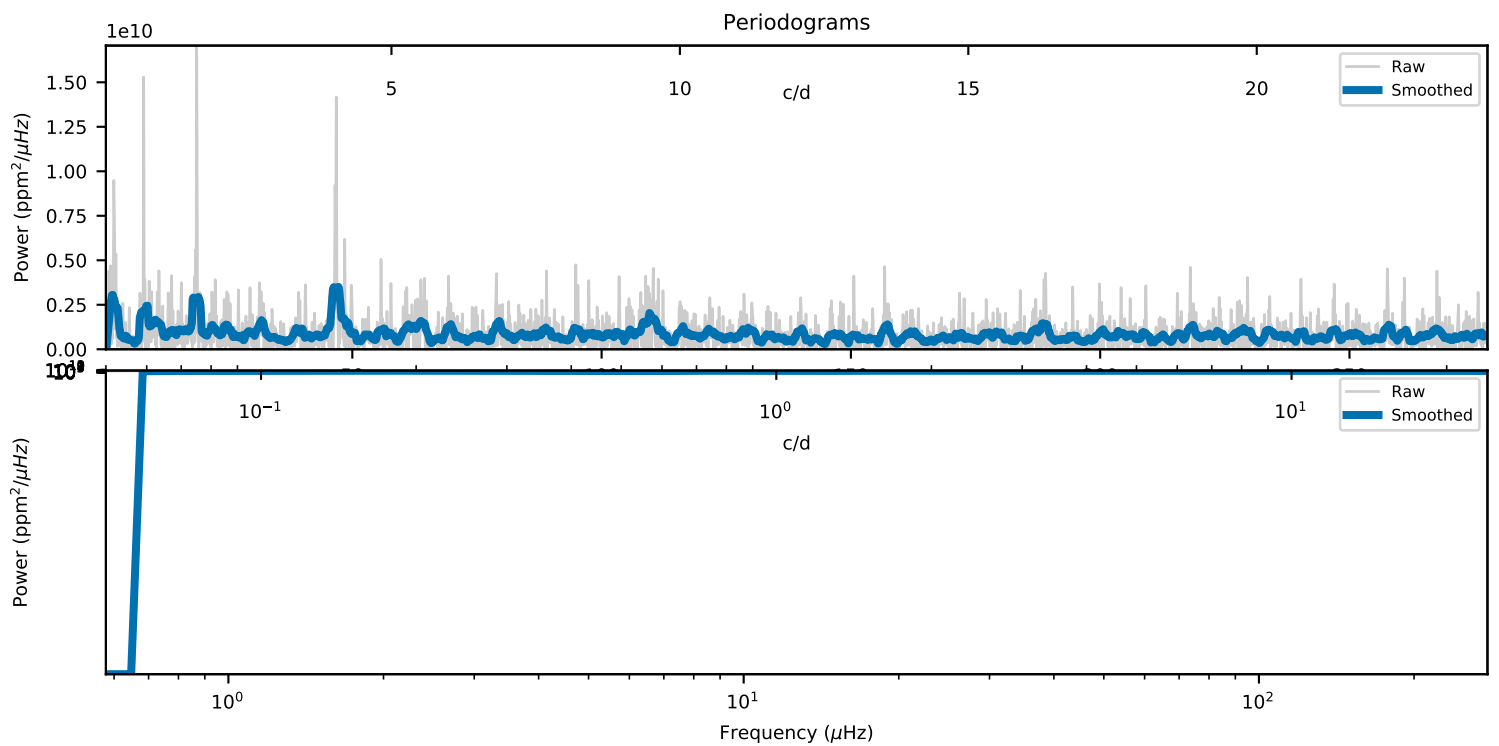 Periodograms
1e10
5
10
15
20
c/d
Raw
Smoothed
1.50
1.25
1.00
0.75
0.50
0.25
0.00
Power (ppm²/μHz)
10⁻¹
10⁰
10¹
c/d
Raw
Smoothed
Power (ppm²/μHz)
10⁰
10¹
10²
Frequency (μHz)